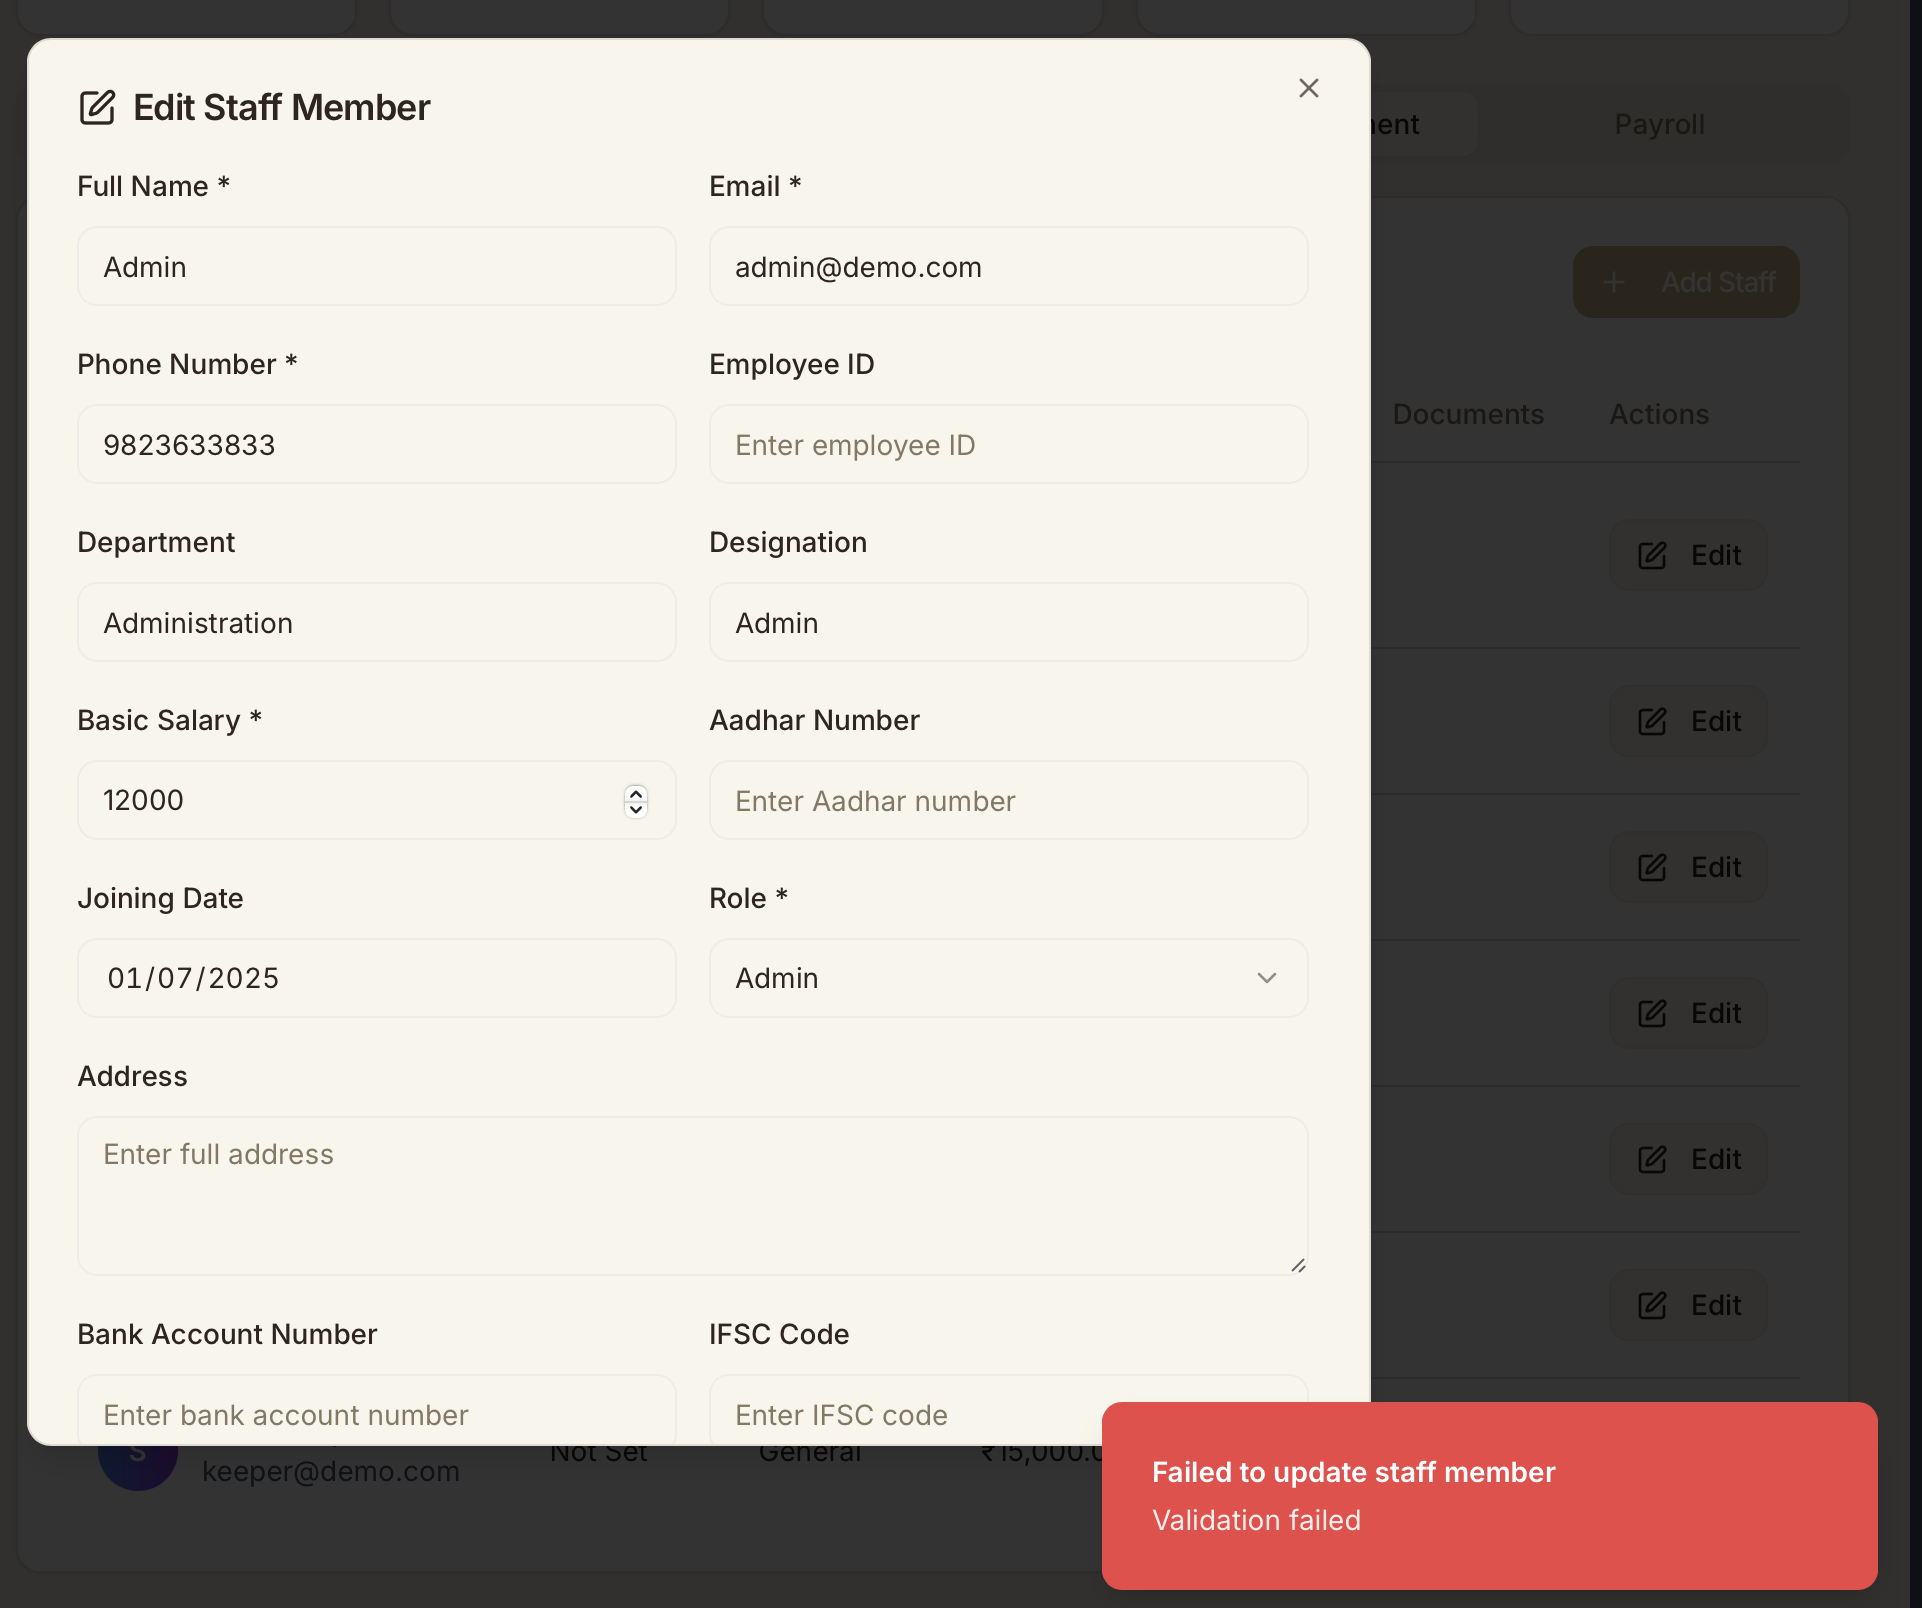 Edit Staff Member
Full Name *
Email *
Admin
admin@demo.com
Phone Number *
Employee ID
9823633833
Enter employee ID
Department
Designation
Administration
Admin
Basic Salary *
Aadhar Number
12000
Enter Aadhar number
Joining Date
Role *
01/07/2025
Admin
Address
Enter full address
Bank Account Number
IFSC Code
Enter bank account number
Enter IFSC code
Payroll
Add Staff
Documents
Actions
Edit
Edit
Edit
Edit
Edit
Edit
S
keeper@demo.com
Not Set
General
Failed to update staff member
Validation failed